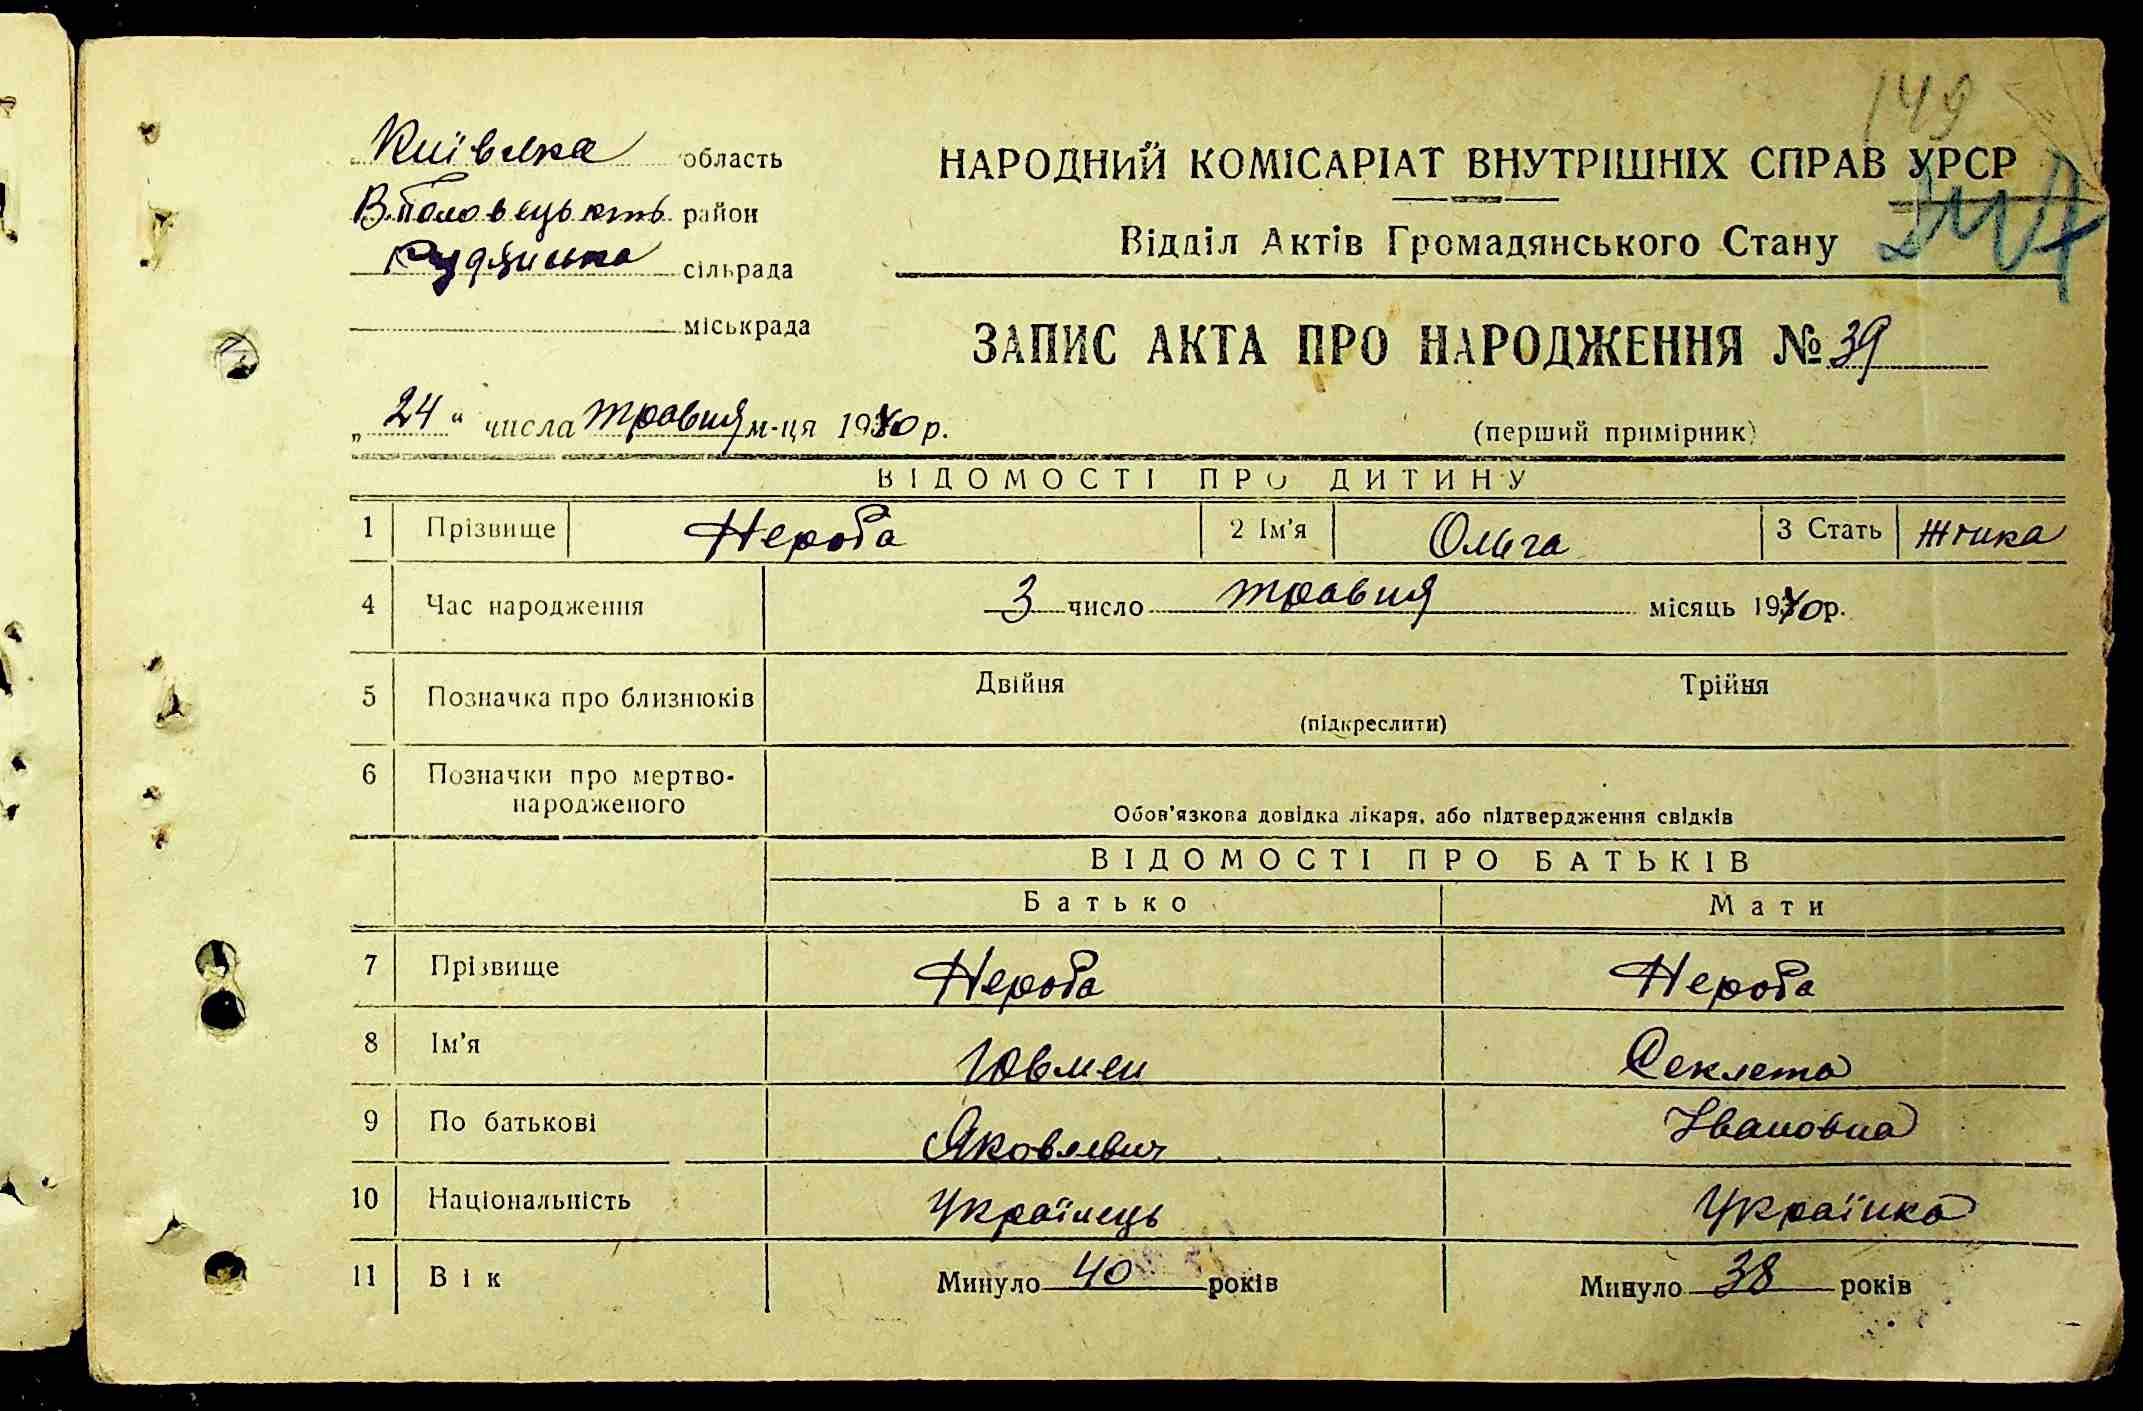 149
Київська область
НАРОДНИЙ КОМІСАРІАТ ВНУТРІШНІХ СПРАВ УРСР
В. Половецький район
Відділ Актів Громадянського Стану
сільрада
міськрада
ЗАПИС АКТА ПРО НАРОДЖЕННЯ № 39
„24“ числа травня м-ця 1940 р.
(перший примірник)
ВІДОМОСТІ ПРО ДИТИНУ
1 Прізвище Нероба 2 Ім'я Ольга 3 Стать жінка
4 Час народження 3 число травня місяць 1940 р.
5 Позначка про близнюків Двійня Трійня
(підкреслити)
6 Позначки про мертво-
народженого
Обов'язкова довідка лікаря, або підтвердження свідків
ВІДОМОСТІ ПРО БАТЬКІВ
Батько Мати
7 Прізвище Нероба Нероба
8 Ім'я Ювмен Секлета
9 По батькові Яковлевич Івановна
10 Національність Українець Українка
11 Вік Минуло 40 років Минуло 38 років